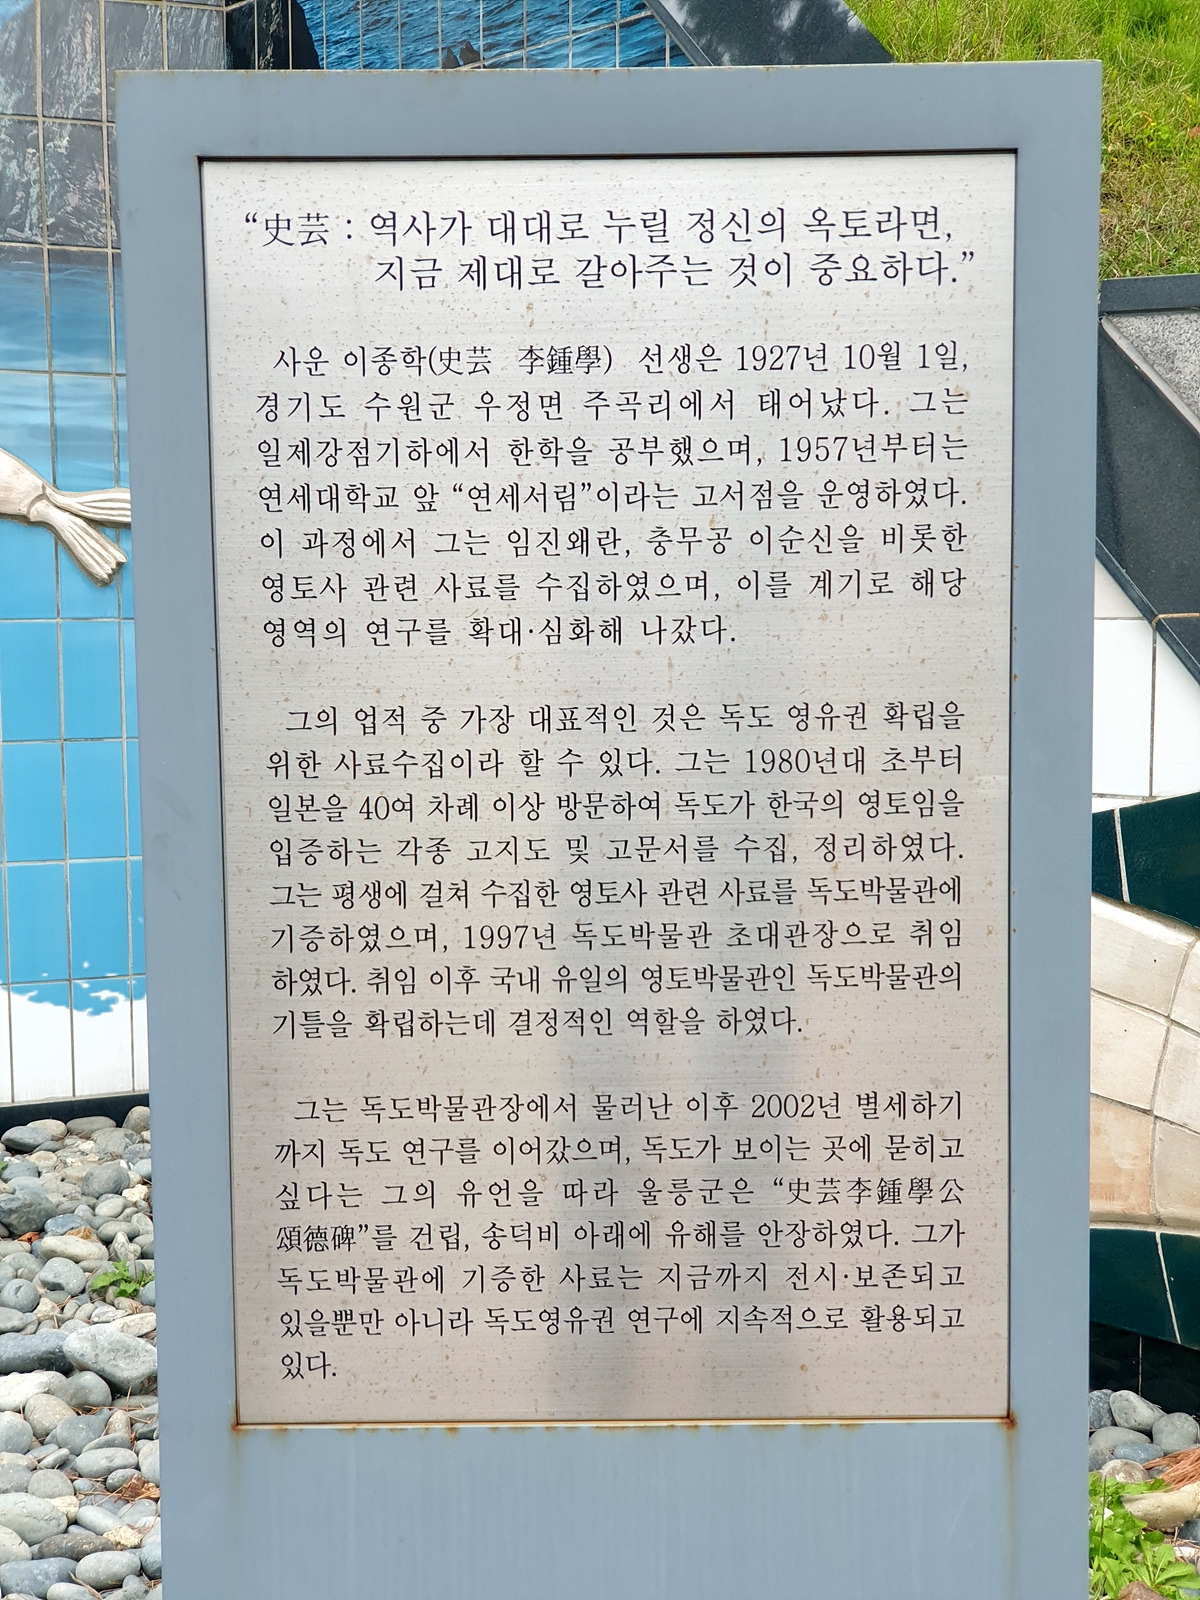 “史芸 : 역사가 대대로 누릴 정신의 옥토라면,
지금 제대로 갈아주는 것이 중요하다.”
사운 이종학(史芸 李鍾學) 선생은 1927년 10월 1일,
경기도 수원군 우정면 주곡리에서 태어났다. 그는
일제강점기하에서 한학을 공부했으며, 1957년부터는
연세대학교 앞 “연세서림”이라는 고서점을 운영하였다.
이 과정에서 그는 임진왜란, 충무공 이순신을 비롯한
영토사 관련 사료를 수집하였으며, 이를 계기로 해당
영역의 연구를 확대·심화해 나갔다.
그의 업적 중 가장 대표적인 것은 독도 영유권 확립을
위한 사료수집이라 할 수 있다. 그는 1980년대 초부터
일본을 40여 차례 이상 방문하여 독도가 한국의 영토임을
입증하는 각종 고지도 및 고문서를 수집, 정리하였다.
그는 평생에 걸쳐 수집한 영토사 관련 사료를 독도박물관에
기증하였으며, 1997년 독도박물관 초대관장으로 취임
하였다. 취임 이후 국내 유일의 영토박물관인 독도박물관의
기틀을 확립하는데 결정적인 역할을 하였다.
그는 독도박물관장에서 물러난 이후 2002년 별세하기
까지 독도 연구를 이어갔으며, 독도가 보이는 곳에 묻히고
싶다는 그의 유언을 따라 울릉군은 “史芸李鍾學公
頌德碑”를 건립, 송덕비 아래에 유해를 안장하였다. 그가
독도박물관에 기증한 사료는 지금까지 전시·보존되고
있을뿐만 아니라 독도영유권 연구에 지속적으로 활용되고
있다.